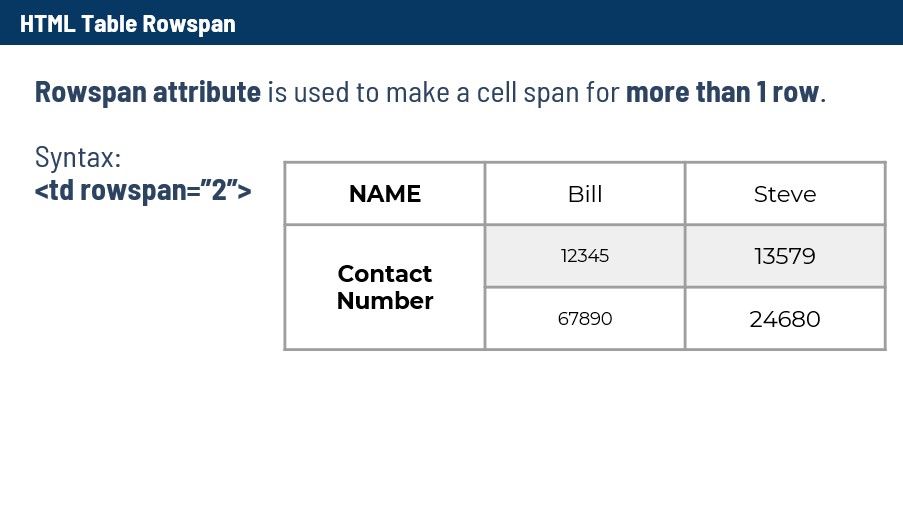 HTML Table Rowspan
Rowspan attribute is used to make a cell span for more than 1 row.
Syntax:
<td rowspan=”2”>
NAME Bill Steve
Contact Number
12345 13579
67890 24680